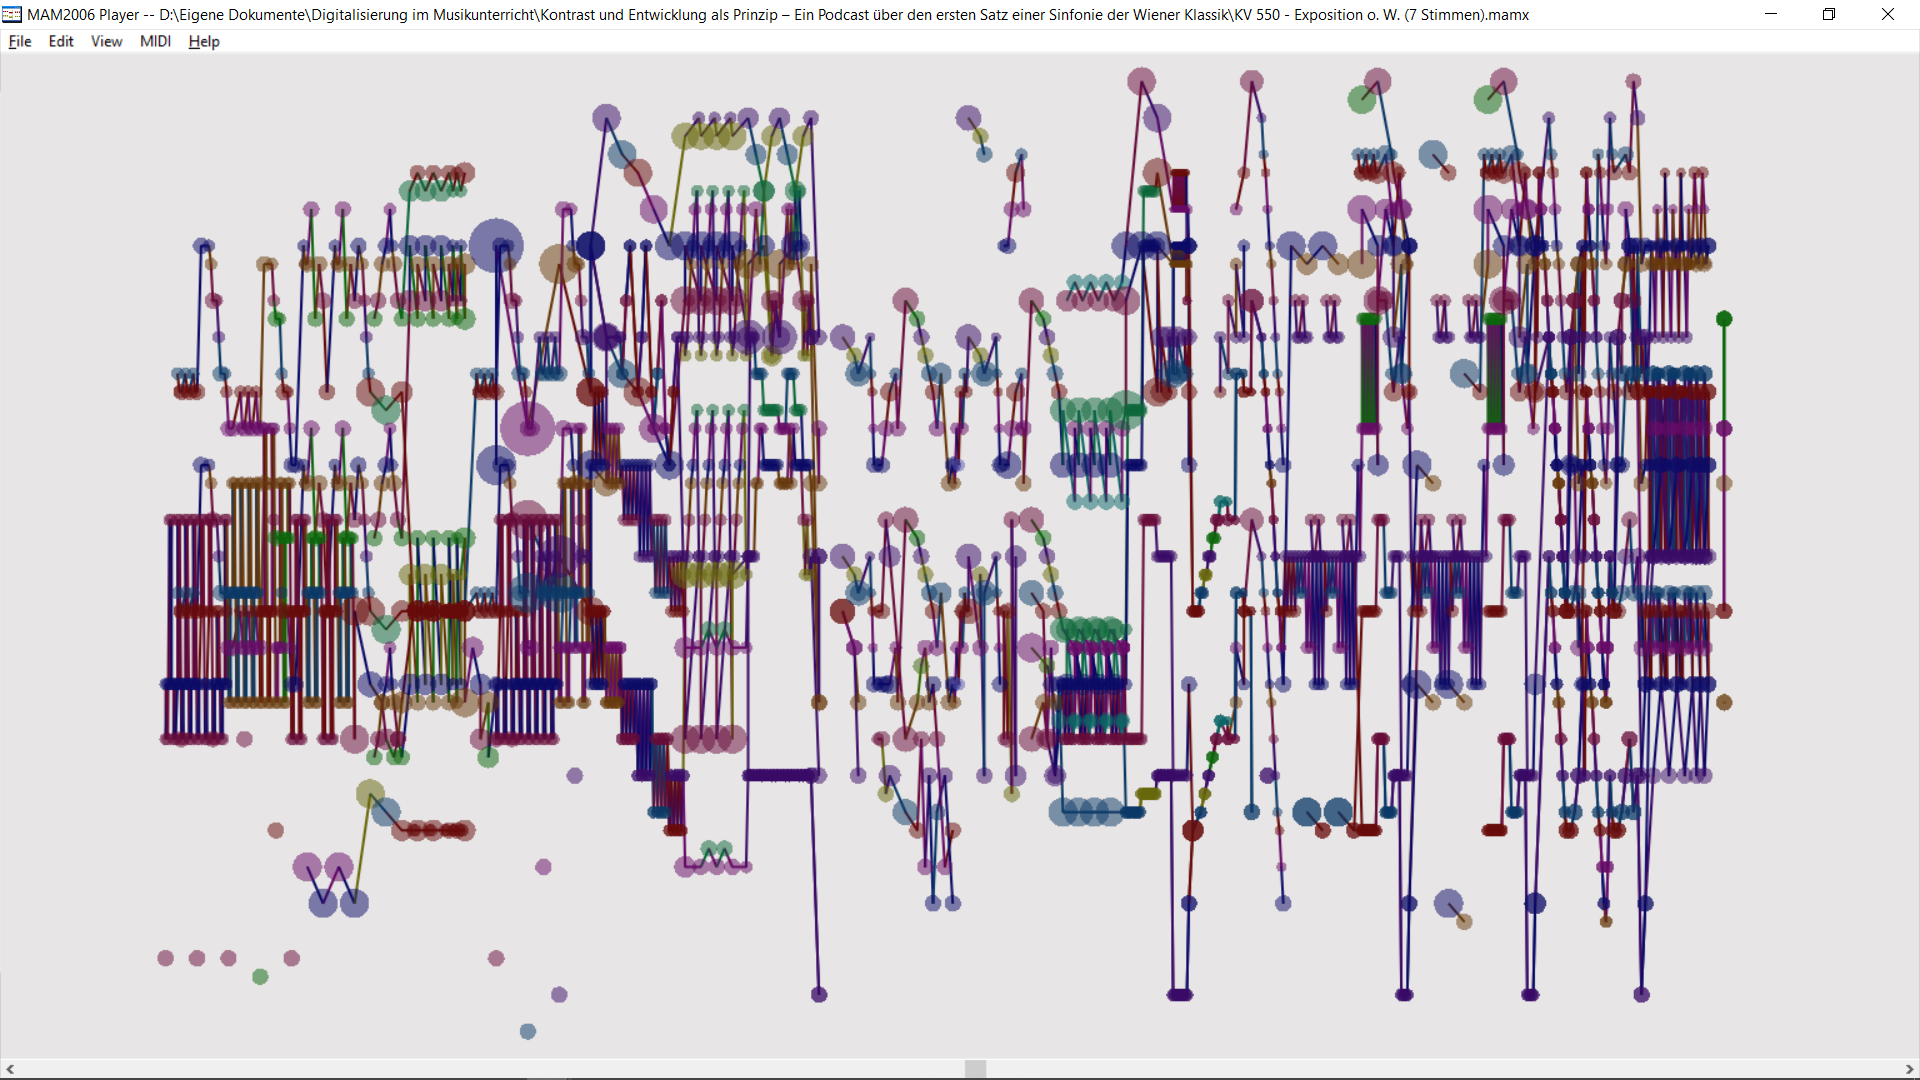 MAM2006 Player -- D:\Eigene Dokumente\Digitalisierung im Musikunterricht\Kontrast und Entwicklung als Prinzip – Ein Podcast über den ersten Satz einer Sinfonie der Wiener Klassik\KV 550 - Exposition o. W. (7 Stimmen).mamx
File Edit View MIDI Help